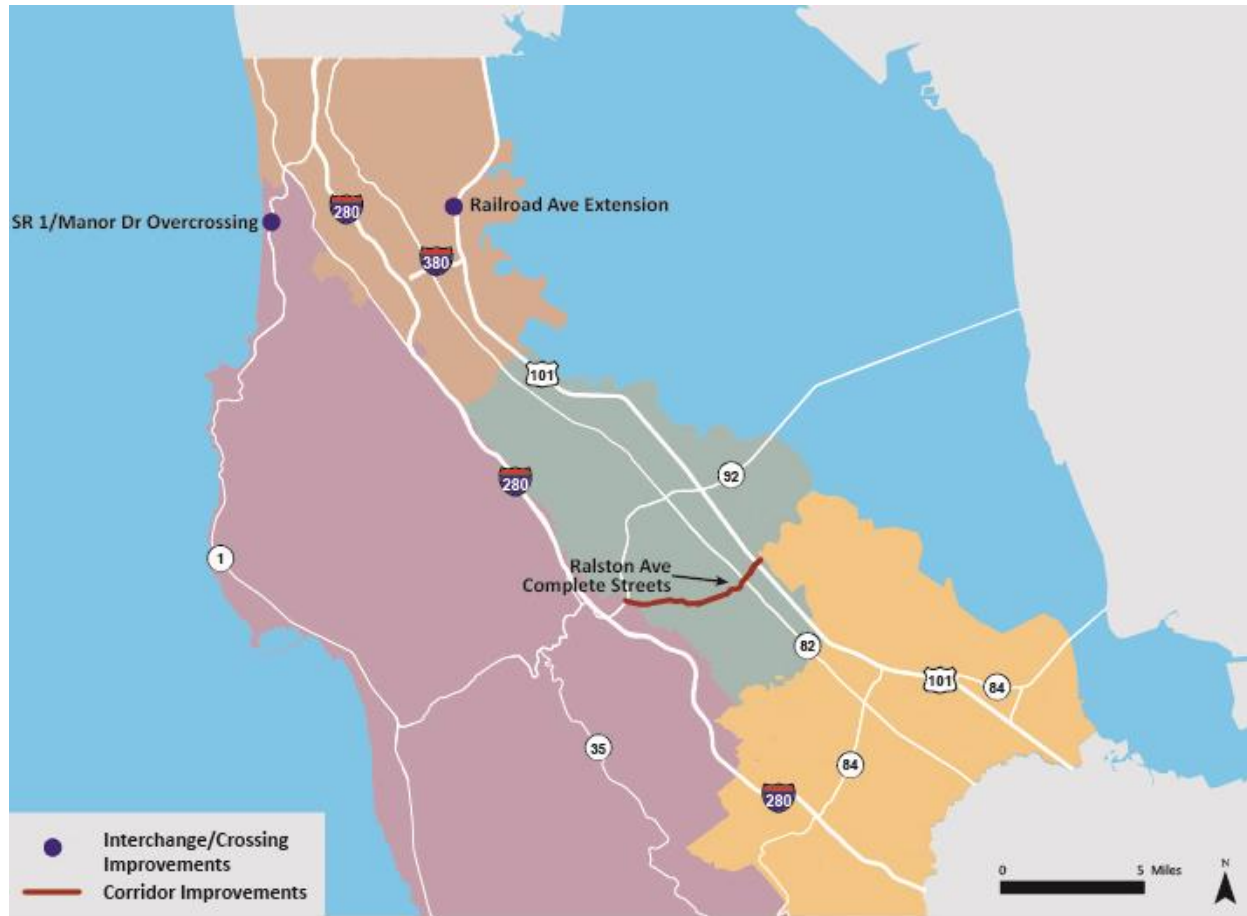 SR 1/Manor Dr Overcrossing
280
Railroad Ave Extension
380
101
280
92
1
Ralston Ave
Complete Streets
82
101
84
35
84
280
Interchange/Crossing
Improvements
Corridor Improvements
0 5 Miles
N